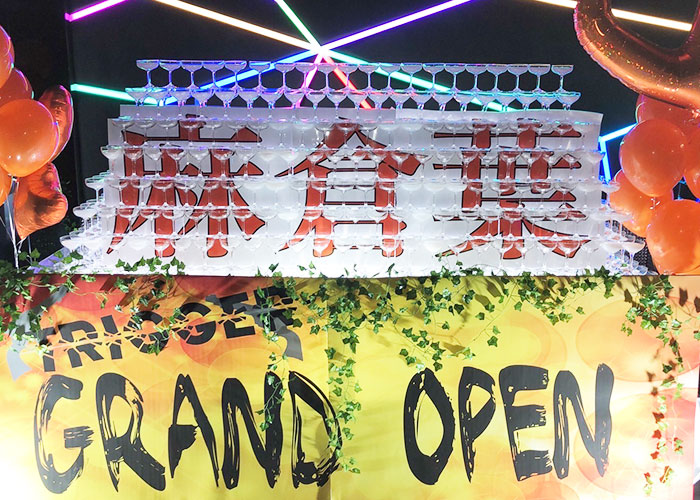 麻倉葉
TRIGGER
GRAND OPEN